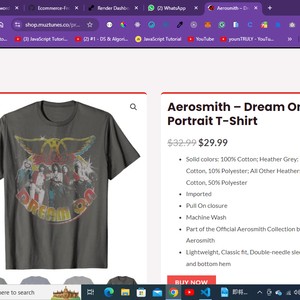 Ecommerce-Fr
Render Dashb
(2) WhatsApp
Aerosmith – D
shop.muztunes.co/pr
(3) JavaScript Tutori
(2) #1 - DS & Algori
JavaScript Tutorial
YouTube
yoursTRULY - YouTu
Aerosmith – Dream On
Portrait T-Shirt
$32.99 $29.99
Solid colors: 100% Cotton; Heather Grey:
Cotton, 10% Polyester; All Other Heather
Cotton, 50% Polyester
Imported
Pull On closure
Machine Wash
Part of the Official Aerosmith Collection b
Aerosmith
Lightweight, Classic fit, Double-needle sle
and bottom hem
BUY NOW
DREAM ON
here to search